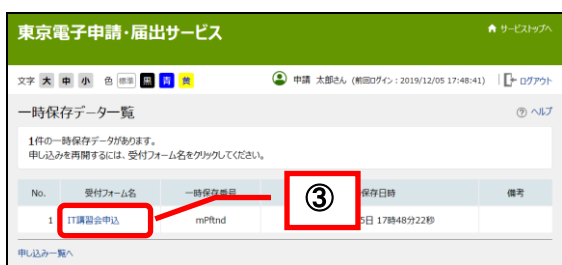 東京電子申請・届出サービス
サービストップへ
文字 大 中 小 色 標準 黒 青 黄
申請 太郎さん (前回ログイン : 2019/12/05 17:48:41)
ログアウト
一時保存データ一覧
ヘルプ
1件の一時保存データがあります。
申し込みを再開するには、受付フォーム名をクリックしてください。
No. 受付フォーム名 一時保存番号 保存日時 備考
1 IT講習会申込 mPftnd 5日 17時48分22秒
③
申し込み一覧へ